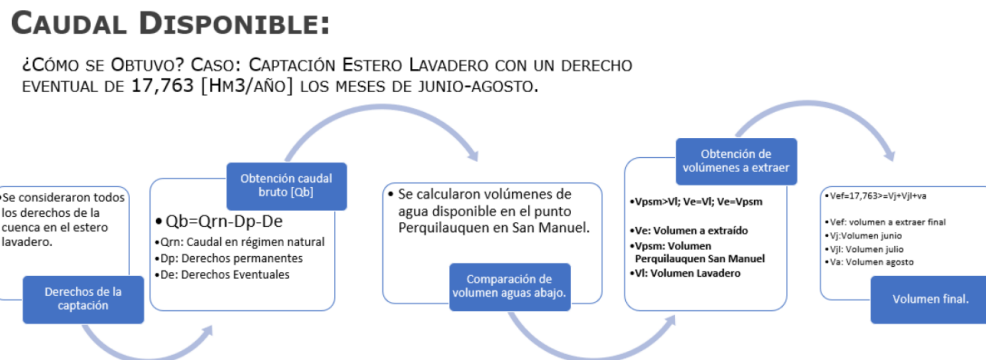 CAUDAL DISPONIBLE:
¿CÓMO SE OBTUVO? CASO: CAPTACIÓN ESTERO LAVADERO CON UN DERECHO
EVENTUAL DE 17,763 [HM3/AÑO] LOS MESES DE JUNIO-AGOSTO.
•Se consideraron todos
los derechos de la
cuenca en el estero
lavadero.
Derechos de la
captación
Obtención caudal
bruto [Qb]
•Qb=Qrn-Dp-De
•Qrn: Caudal en régimen natural
•Dp: Derechos permanentes
•De: Derechos Eventuales
• Se calcularon volúmenes de
agua disponible en el punto
Perquilauquen en San Manuel.
Comparación de
volumen aguas abajo.
Obtención de
volúmenes a extraer
•Vpsm>Vl; Ve=Vl; Ve=Vpsm
•Ve: Volumen a extraído
•Vpsm: Volumen
Perquilauquen San Manuel
•Vl: Volumen Lavadero
•Vef=17,763>=Vj+Vjl+va
•Vef: volumen a extraer final
•Vj:Volumen junio
•Vjl: Volumen julio
•Va: Volumen agosto
Volumen final.